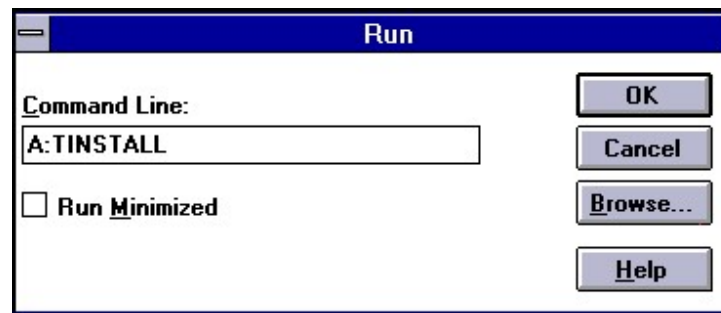 Run
Command Line:
A:TINSTALL
Run Minimized
OK
Cancel
Browse...
Help